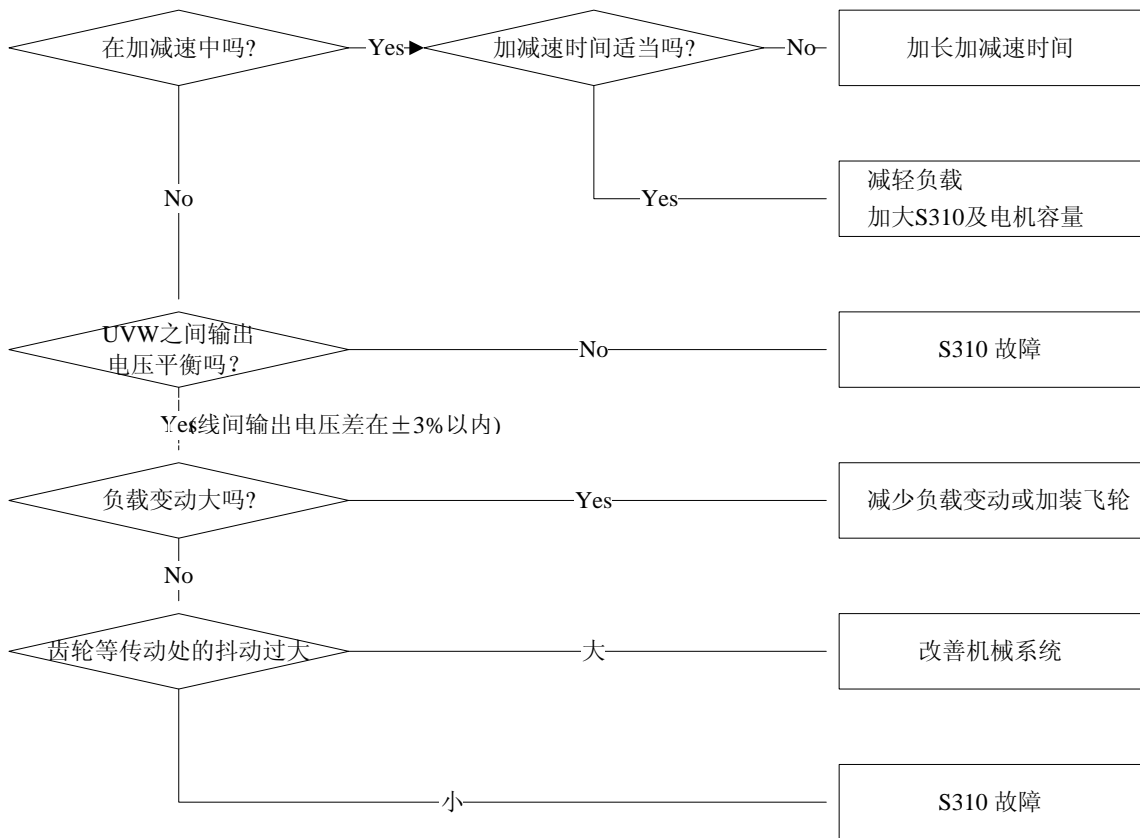 在加减速中吗?
Yes
加减速时间适当吗?
No
加长加减速时间
No
Yes
减轻负载
加大S310及电机容量
UVW之间输出
电压平衡吗?
No
S310 故障
Yes(线间输出电压差在±3%以内)
负载变动大吗?
Yes
减少负载变动或加装飞轮
No
齿轮等传动处的抖动过大
大
改善机械系统
小
S310 故障